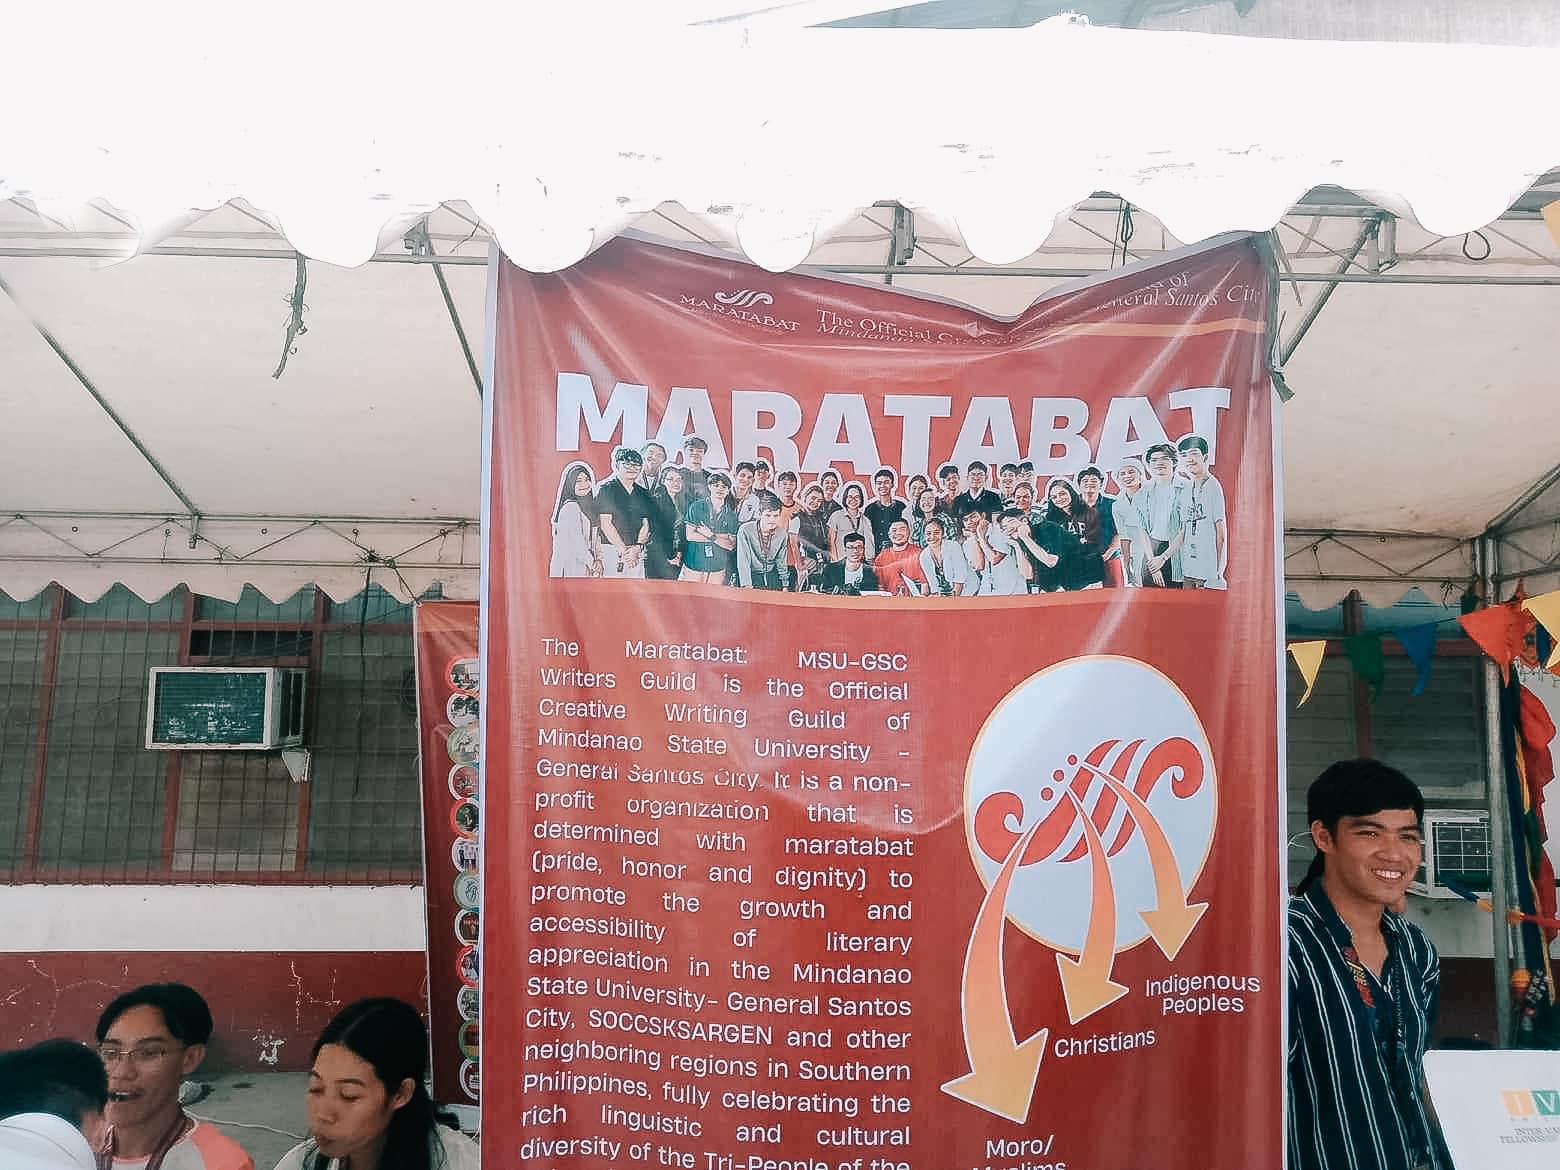 MARATABAT
The Official
General Santos City
MARATABAT
The Maratabat: MSU-GSC
Writers Guild is the Official
Creative Writing Guild of
Mindanao State University -
General Santos City. It is a non-
profit organization that is
determined with maratabat
(pride, honor and dignity) to
promote the growth and
accessibility of literary
appreciation in the Mindanao
State University- General Santos
City, SOCCSKSARGEN and other
neighboring regions in Southern
Philippines, fully celebrating the
rich linguistic and cultural
diversity of the Tri-People of the
Indigenous
Peoples
Christians
Moro/
Muslims
IV